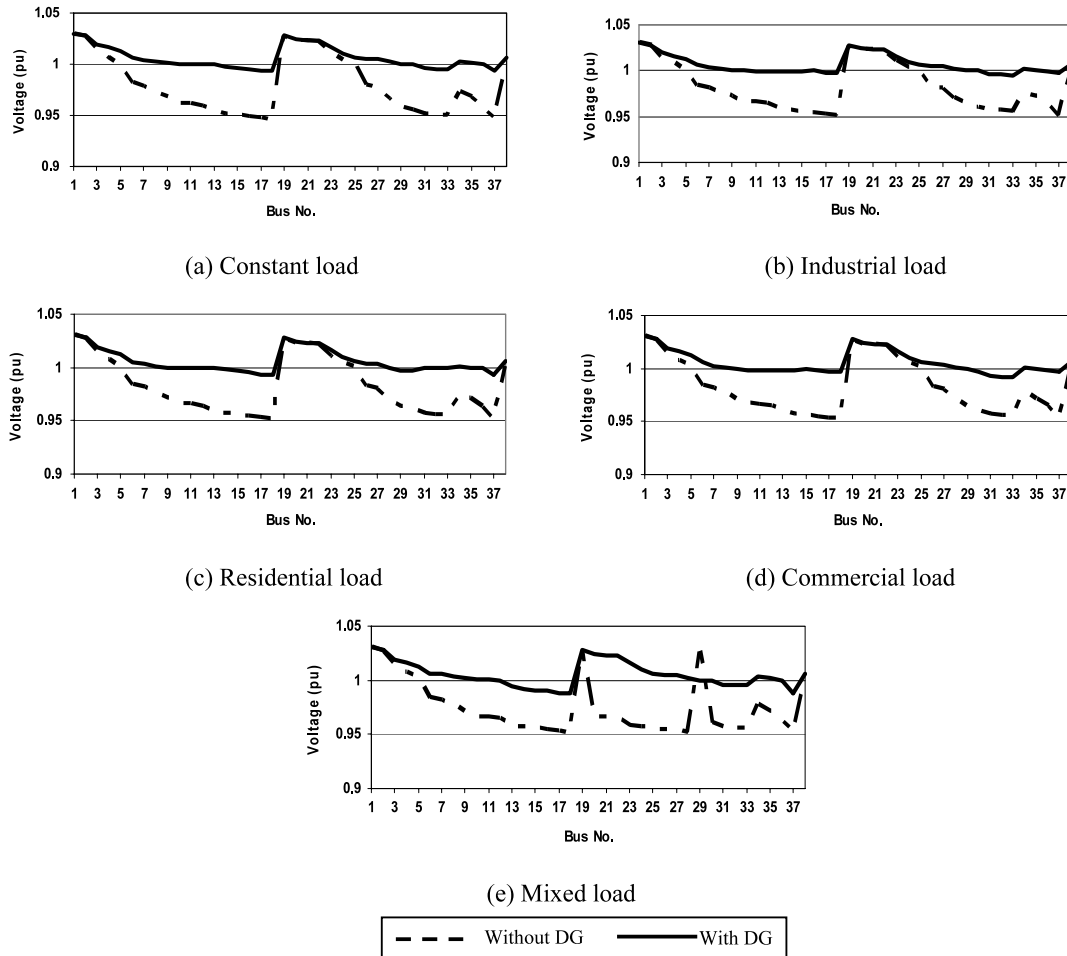 1.05
1
0.95
0.9
Voltage (pu)
1 3 5 7 9 11 13 15 17 19 21 23 25 27 29 31 33 35 37
Bus No.
(a) Constant load
1.05
1
0.95
0.9
Voltage (pu)
1 3 5 7 9 11 13 15 17 19 21 23 25 27 29 31 33 35 37
Bus No.
(b) Industrial load
1.05
1
0.95
0.9
Voltage (pu)
1 3 5 7 9 11 13 15 17 19 21 23 25 27 29 31 33 35 37
Bus No.
(c) Residential load
1.05
1
0.95
0.9
Voltage (pu)
1 3 5 7 9 11 13 15 17 19 21 23 25 27 29 31 33 35 37
Bus No.
(d) Commercial load
1.05
1
0.95
0.9
Voltage (pu)
1 3 5 7 9 11 13 15 17 19 21 23 25 27 29 31 33 35 37
Bus No.
(e) Mixed load
Without DG With DG